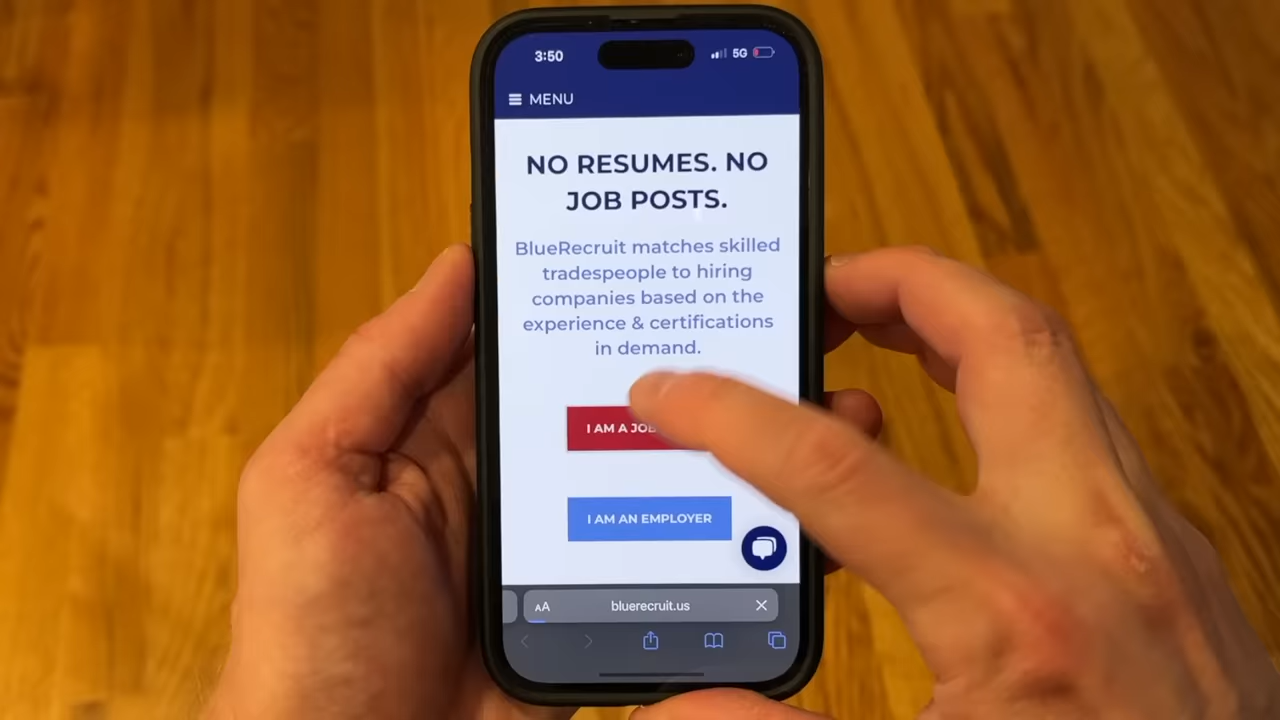 3:50
5G
MENU
NO RESUMES. NO
JOB POSTS.
BlueRecruit matches skilled
tradespeople to hiring
companies based on the
experience & certifications
in demand.
I AM A JOB
I AM AN EMPLOYER
AA
bluerecruit.us